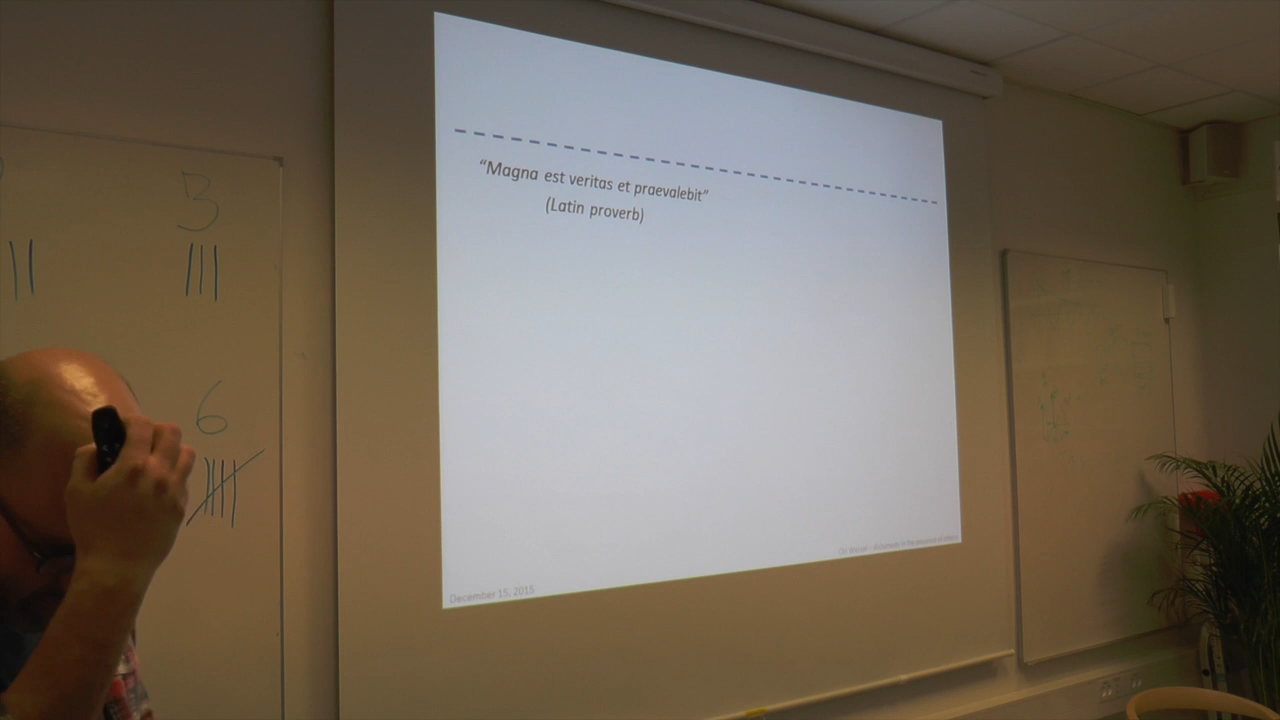 “Magna est veritas et praevalebit”
(Latin proverb)
December 15, 2015
3
6